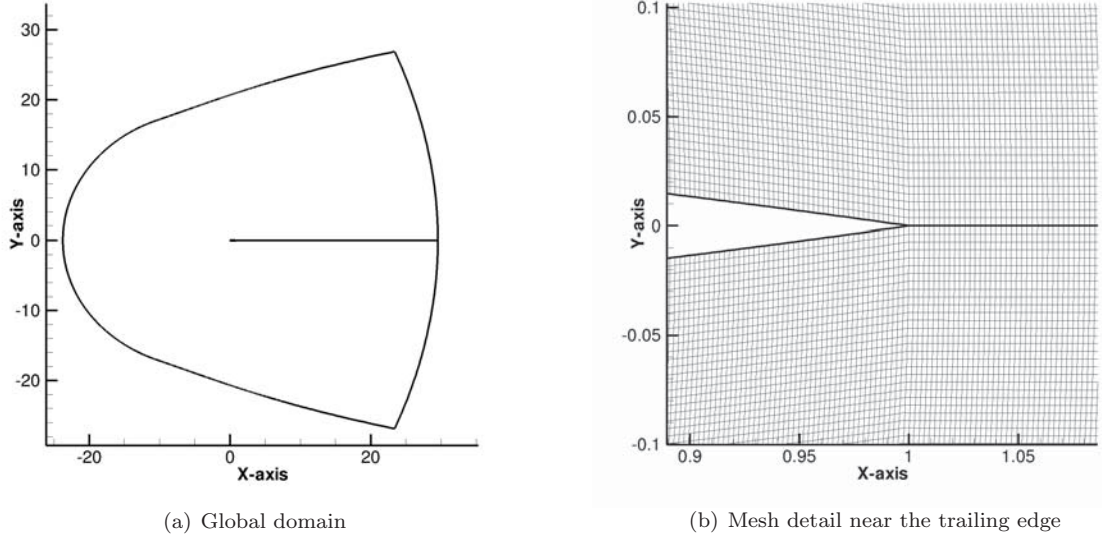 30
20
10
0
-10
-20
Y-axis
-20 0 20
X-axis
(a) Global domain
0.1
0.05
0
-0.05
-0.1
Y-axis
0.9 0.95 1 1.05
X-axis
(b) Mesh detail near the trailing edge